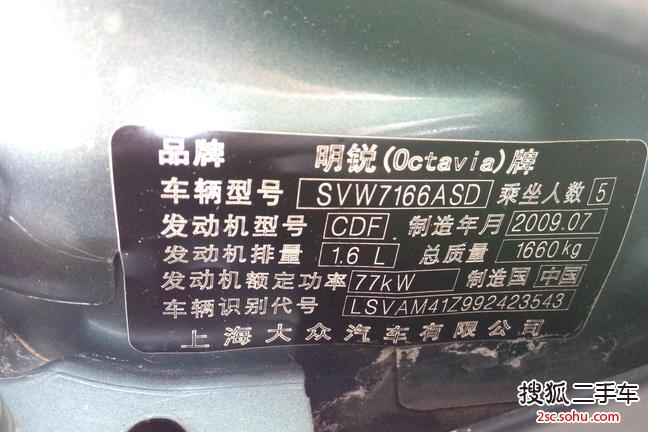 品牌 明锐(Octavia)牌
车辆型号 SVW7166ASD 乘坐人数 5
发动机型号 CDF 制造年月 2009.07
发动机排量 1.6 L 总质量 1660kg
发动机额定功率 77kW 制造国 中国
车辆识别代号 LSVAM41Z992423543
上海大众汽车有限公司
搜狐二手车
2sc.sohu.com